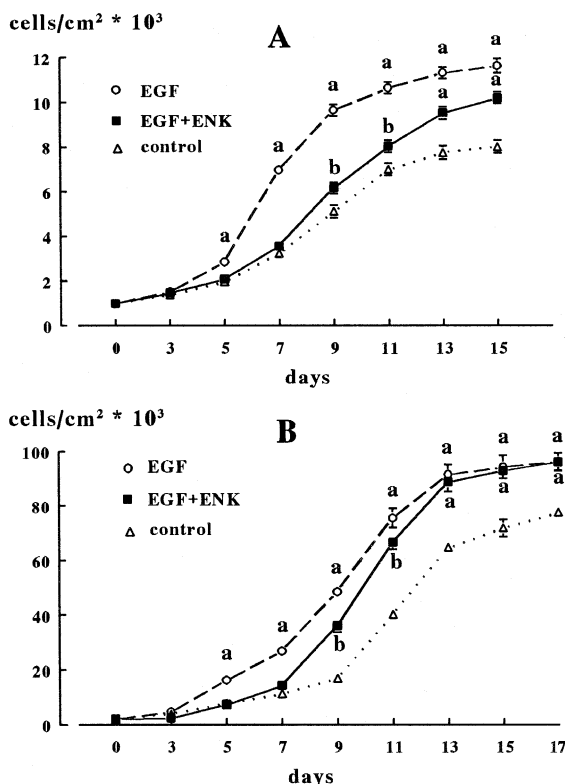 cells/cm² * 10³
A
12
10
8
6
4
2
0
EGF
EGF+ENK
control
a
a
a
a
a
a
b
b
a
a
0 3 5 7 9 11 13 15
days
cells/cm² * 10³
B
100
80
60
40
20
0
EGF
EGF+ENK
control
a
a
a
a
a
a
a
b
b
a
a
a
0 3 5 7 9 11 13 15 17
days